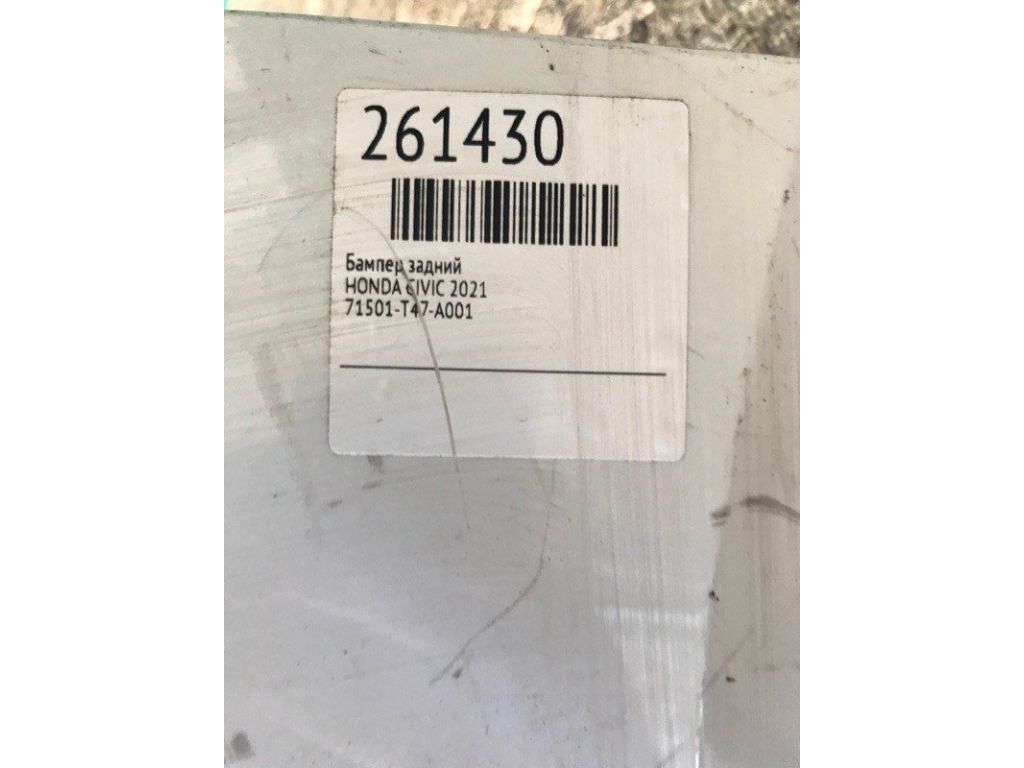 261430
Бампер задний
HONDA CIVIC 2021
71501-T47-A001